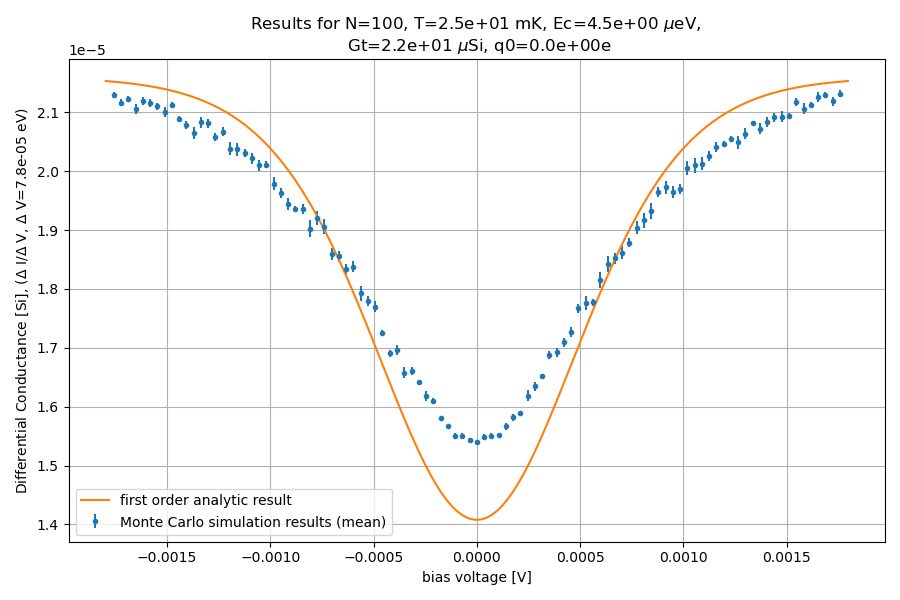 Results for N=100, T=2.5e+01 mK, Ec=4.5e+00 μeV,
Gt=2.2e+01 μSi, q0=0.0e+00e
1e−5
2.1
2.0
1.9
1.8
1.7
1.6
1.5
1.4
Differential Conductance [Si], (Δ I/Δ V, Δ V=7.8e-05 eV)
first order analytic result
Monte Carlo simulation results (mean)
−0.0015
−0.0010
−0.0005
0.0000
0.0005
0.0010
0.0015
bias voltage [V]